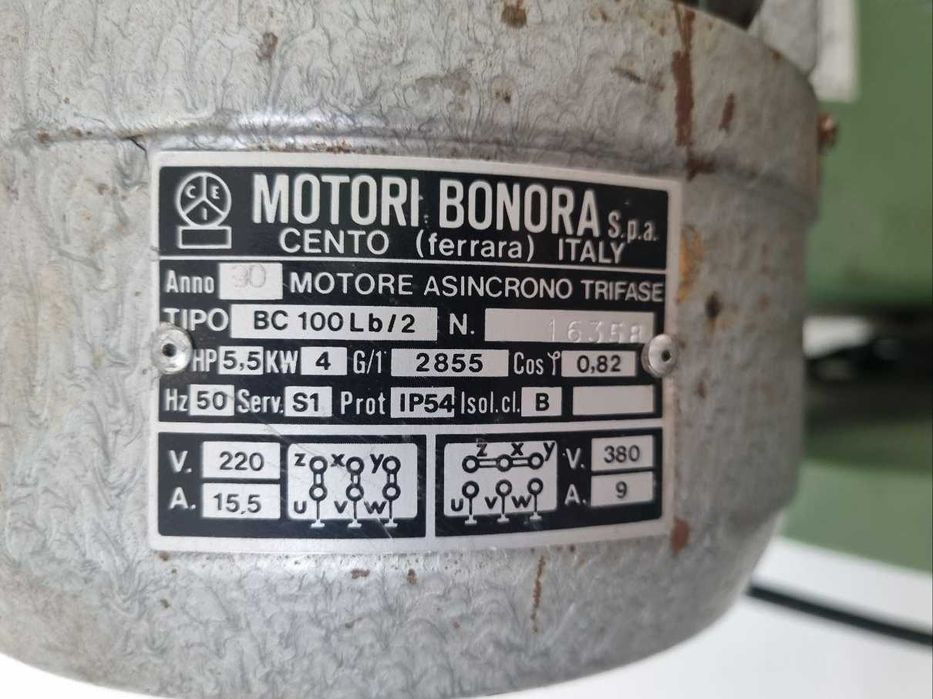 C E I
MOTORI BONORA S.p.a.
CENTO (ferrara) ITALY
Anno 90 MOTORE ASINCRONO TRIFASE
TIPO BC 100 Lb/2 N. 16358
HP 5,5 KW 4 G/1' 2855 Cos φ 0,82
Hz 50 Serv. S1 Prot IP54 Isol.cl. B
V. 220 z x y z x y V. 380
A. 15,5 u v w u v w A. 9